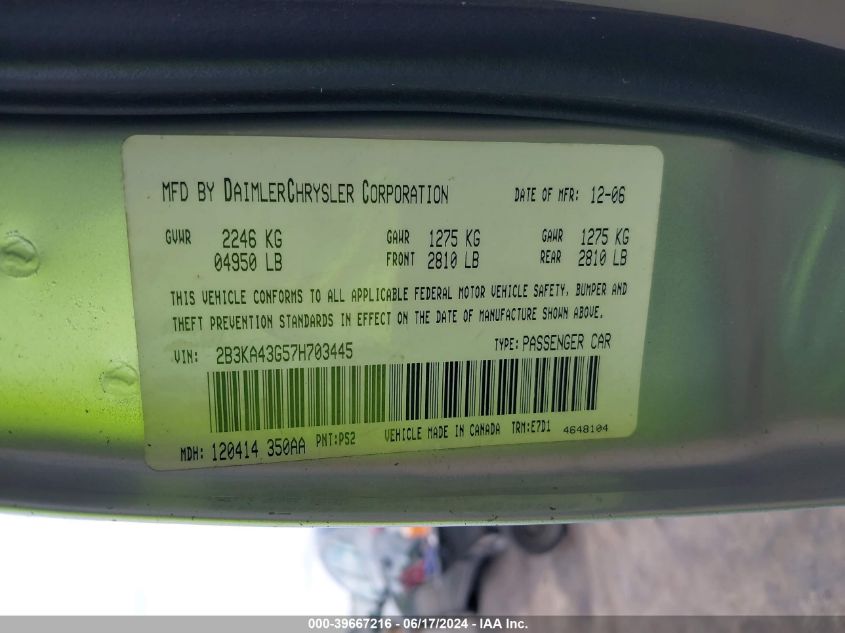 MFD BY DAIMLERCHRYSLER CORPORATION DATE OF MFR: 12-06
GVWR 2246 KG GAWR 1275 KG GAWR 1275 KG
04950 LB FRONT 2810 LB REAR 2810 LB
THIS VEHICLE CONFORMS TO ALL APPLICABLE FEDERAL MOTOR VEHICLE SAFETY, BUMPER AND
THEFT PREVENTION STANDARDS IN EFFECT ON THE DATE OF MANUFACTURE SHOWN ABOVE.
VIN: 2B3KA43G57H703445 TYPE: PASSENGER CAR
MDH: 120414 350AA PNT:PS2 VEHICLE MADE IN CANADA TRM:E7D1 4648104
000-39667216 - 06/17/2024 - IAA Inc.